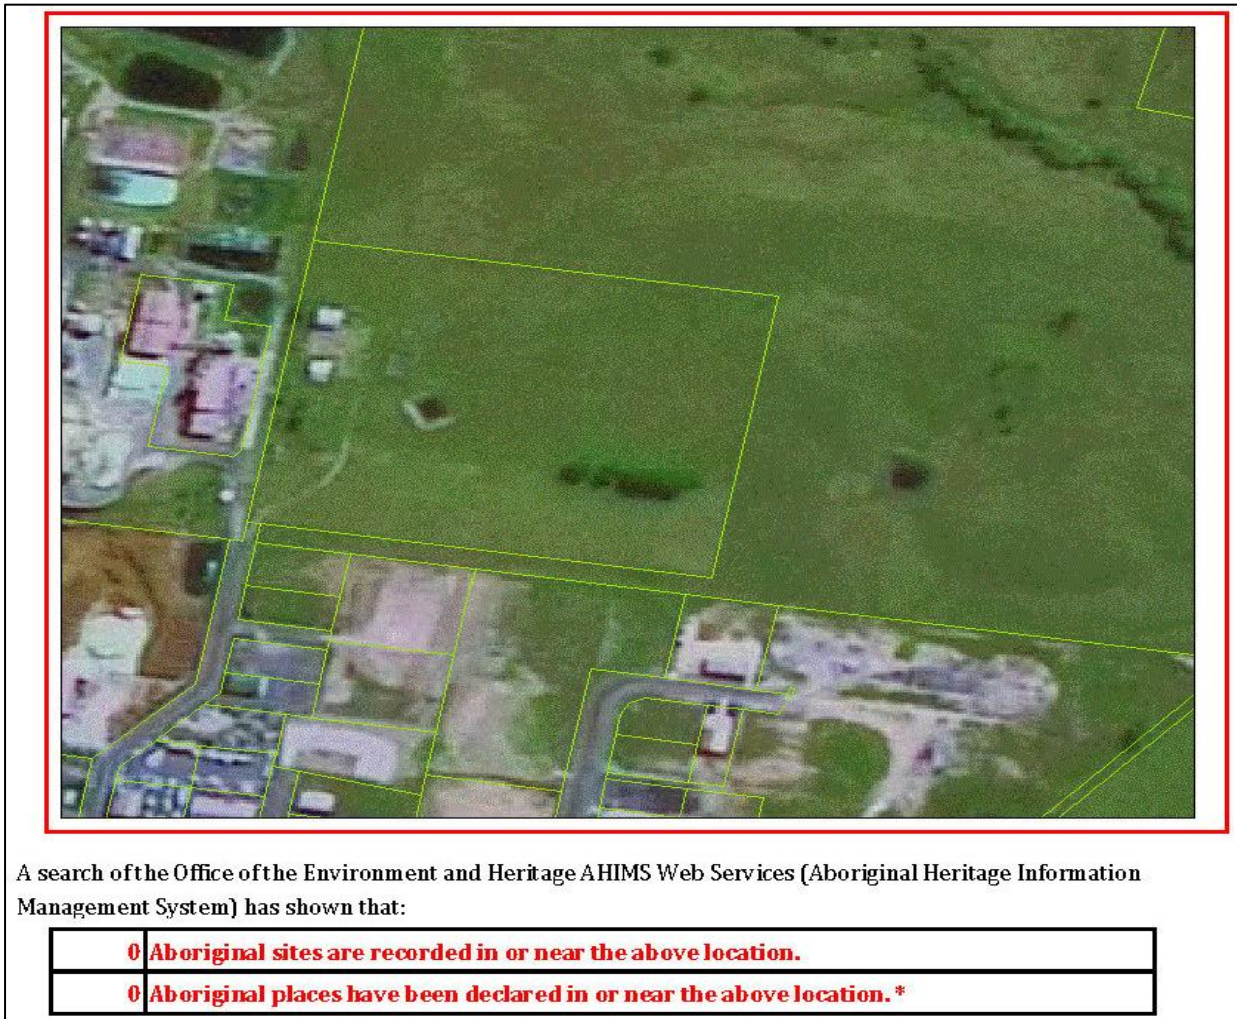 A search of the Office of the Environment and Heritage AHIMS Web Services (Aboriginal Heritage Information
Management System) has shown that:
0 Aboriginal sites are recorded in or near the above location.
0 Aboriginal places have been declared in or near the above location. *